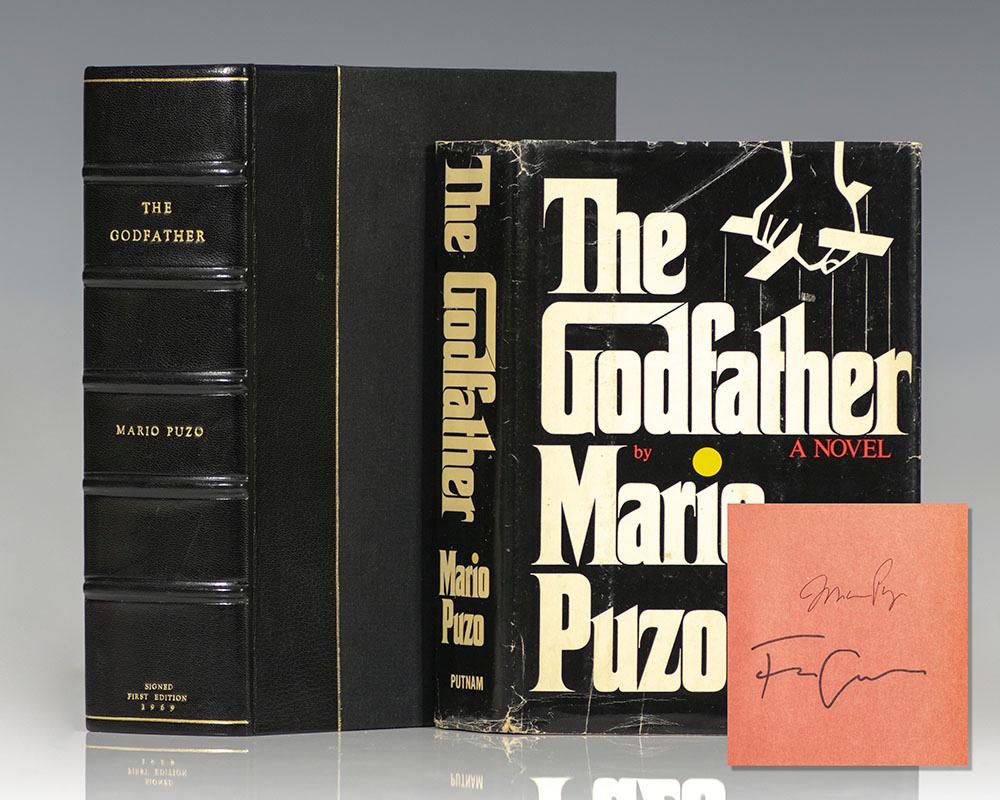 THE
GODFATHER
MARIO PUZO
SIGNED
FIRST EDITION
1969
The Godfather
Mario
Puzo
PUTNAM
The
Godfather
by
A NOVEL
Mario
Puzo